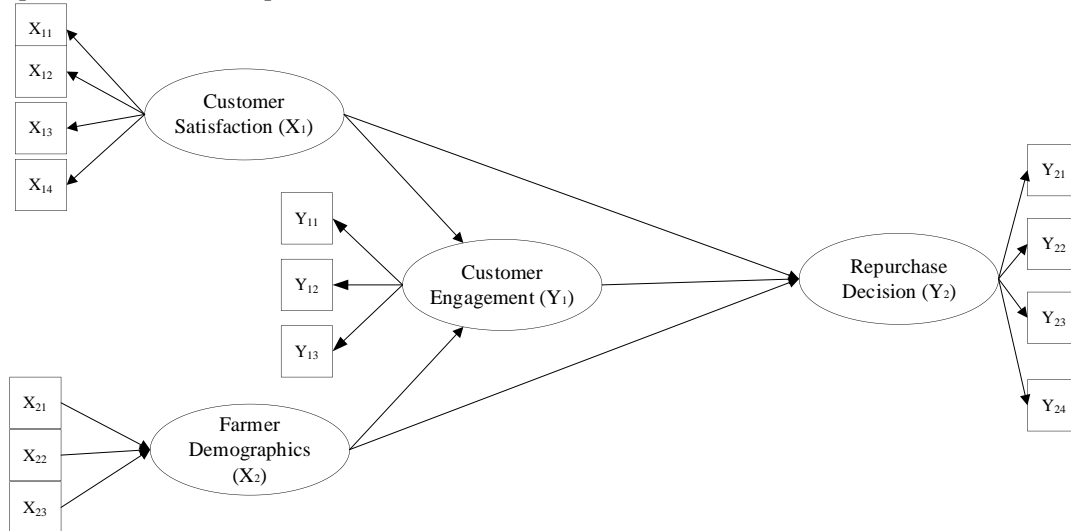 X11
X12
X13
X14
Customer
Satisfaction (X1)
Y11
Y12
Y13
Customer
Engagement (Y1)
Repurchase
Decision (Y2)
Y21
Y22
Y23
Y24
X21
X22
X23
Farmer
Demographics
(X2)